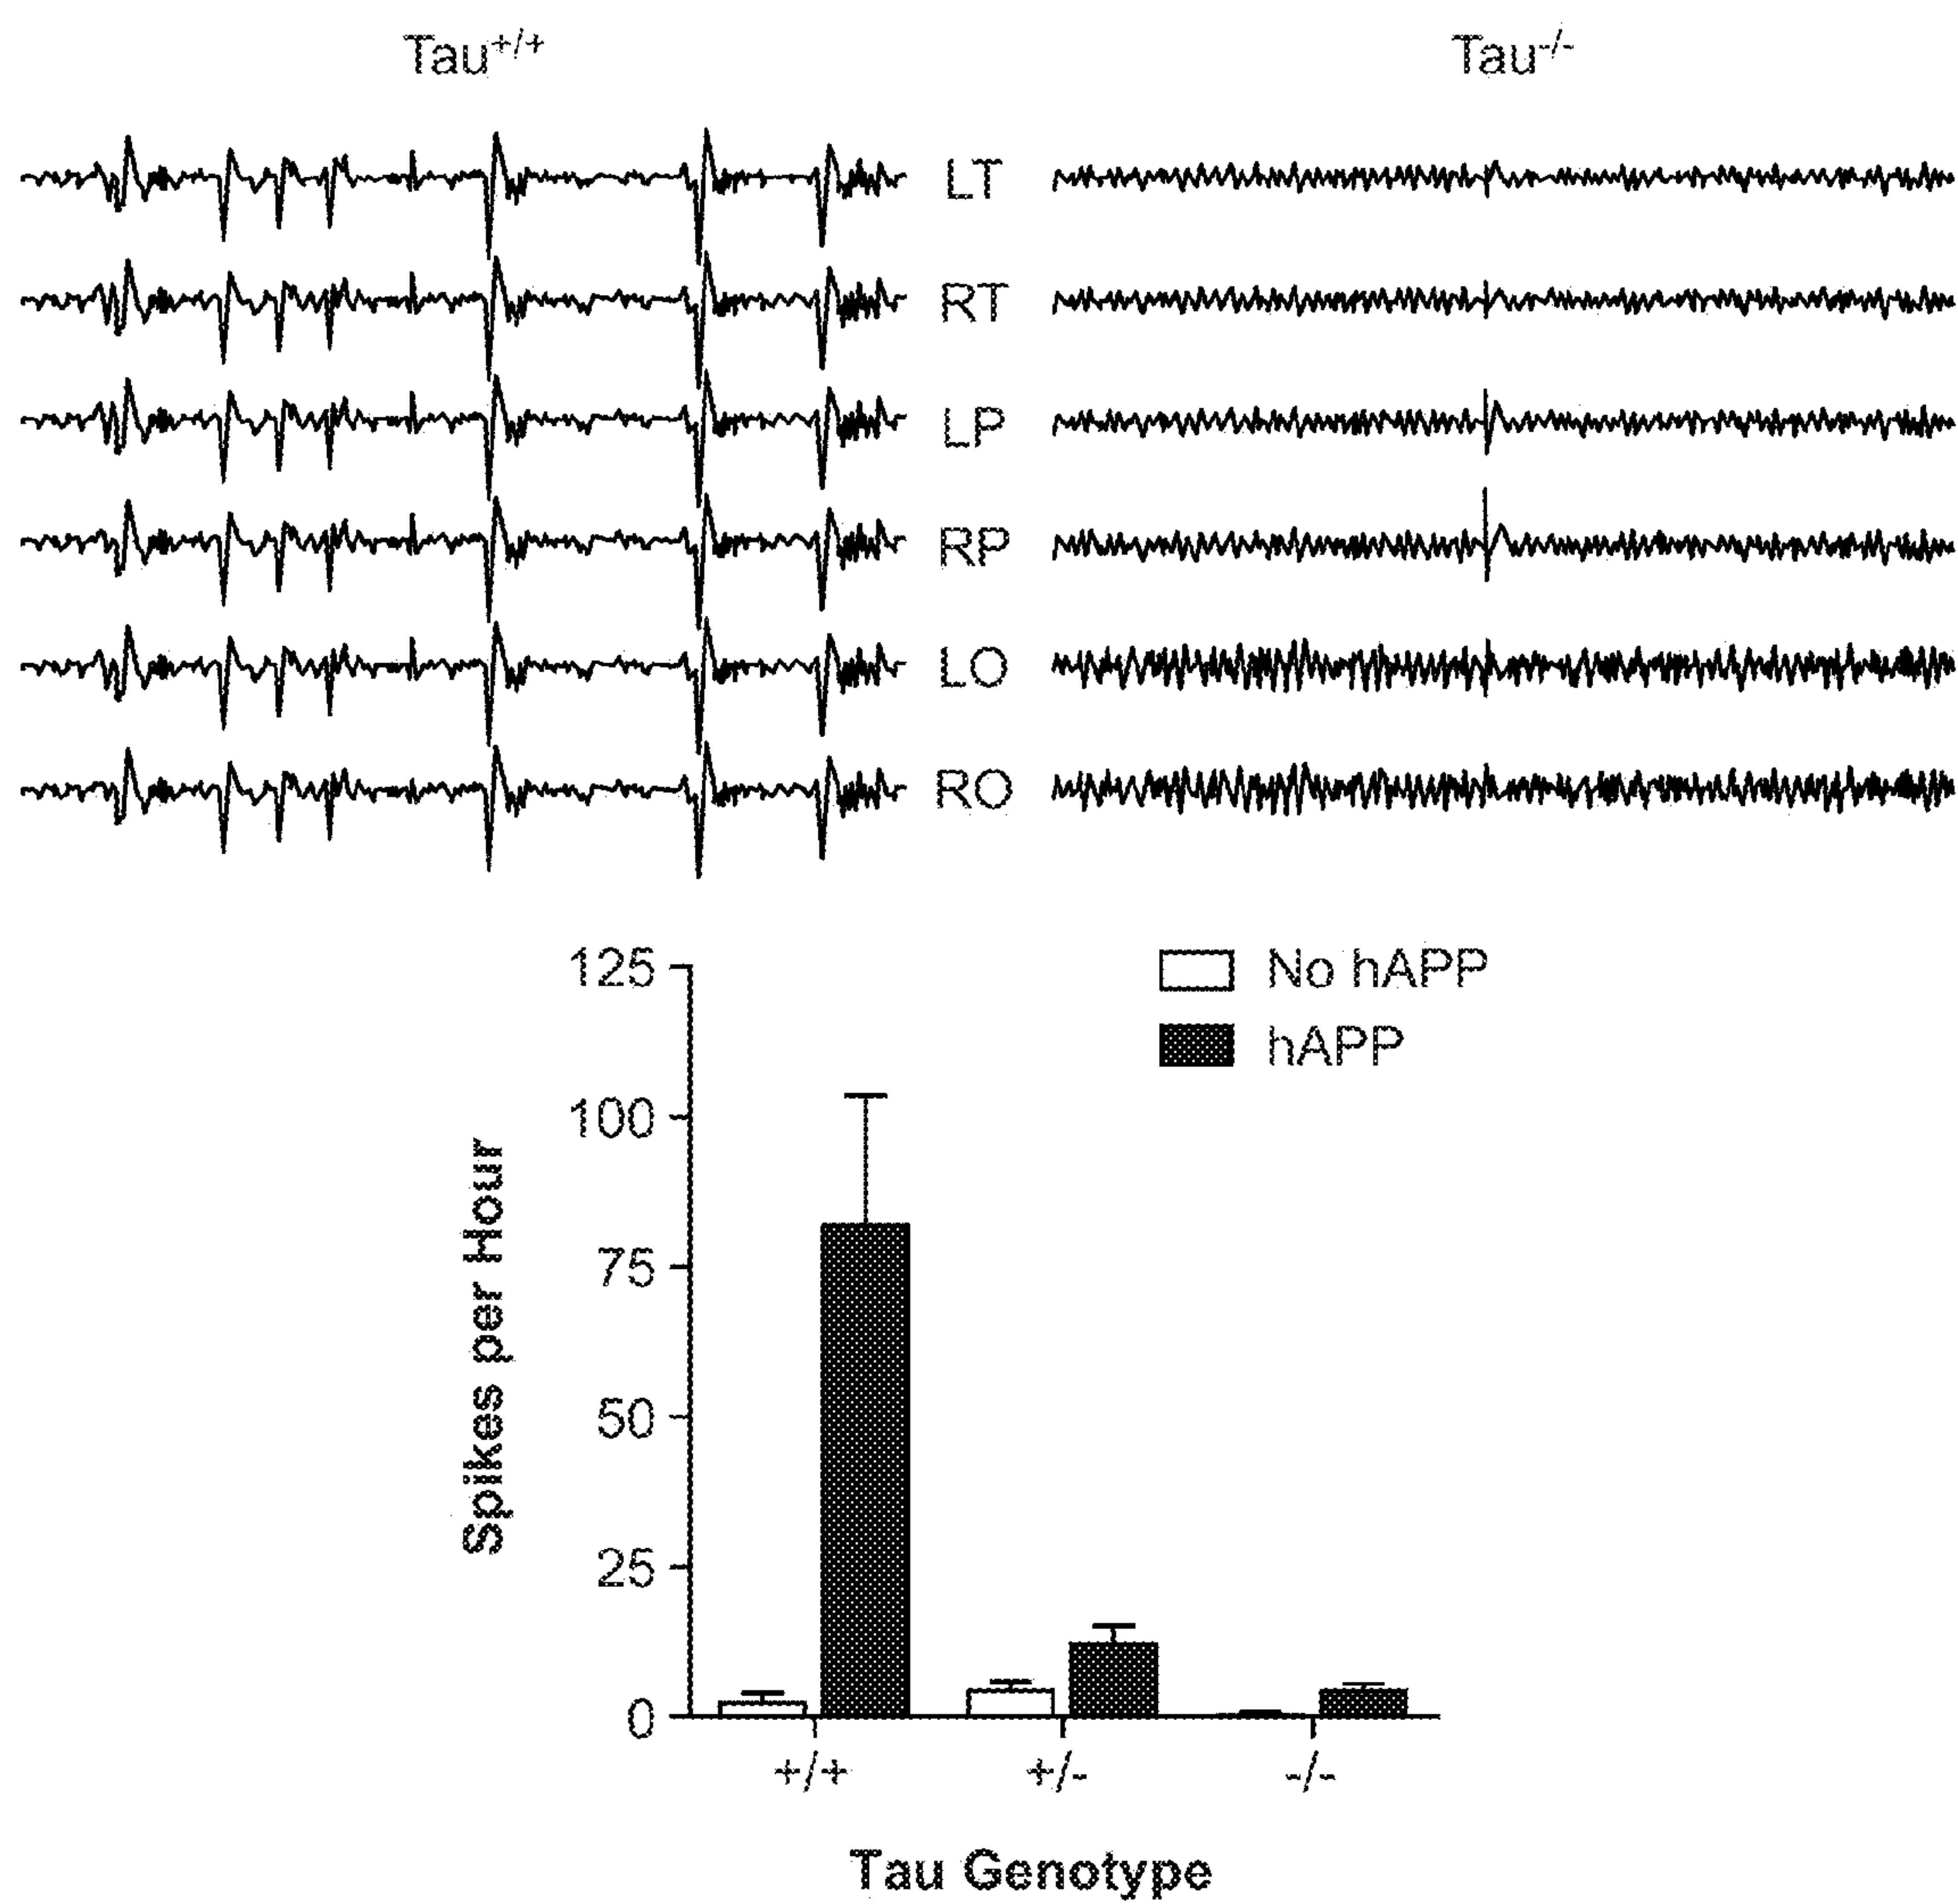 Tau+/+ Tau-/-
LT
RT
LP
RP
LO
RO
125
100
75
50
25
0
Spikes per Hour
No hAPP
hAPP
+/+ +/- -/-
Tau Genotype